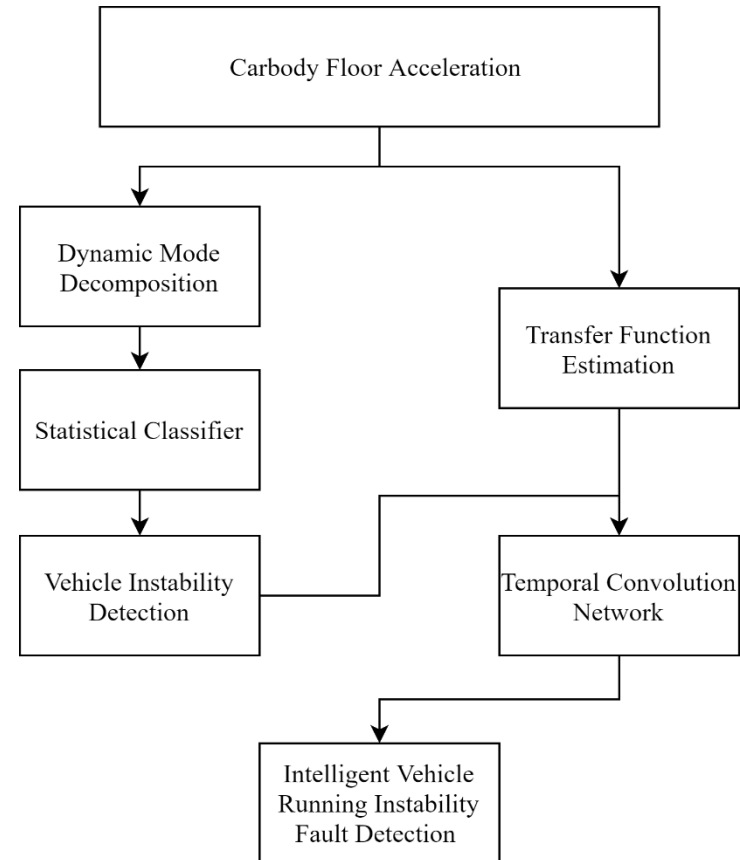 Carbody Floor Acceleration
Dynamic Mode
Decomposition
Transfer Function
Estimation
Statistical Classifier
Vehicle Instability
Detection
Temporal Convolution
Network
Intelligent Vehicle
Running Instability
Fault Detection